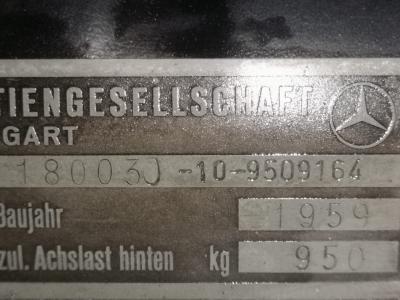 TIENGESELLSCHAFT
GART
180030-10-9509164
Baujahr 1959
zul. Achslast hinten kg 950